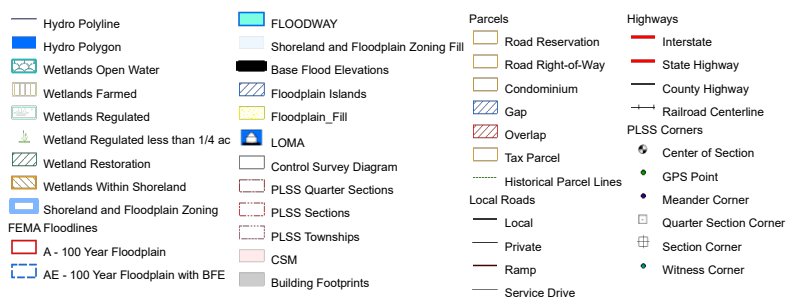 Hydro Polyline
Hydro Polygon
Wetlands Open Water
Wetlands Farmed
Wetlands Regulated
Wetland Regulated less than 1/4 ac
Wetland Restoration
Wetlands Within Shoreland
Shoreland and Floodplain Zoning
FEMA Floodlines
A - 100 Year Floodplain
AE - 100 Year Floodplain with BFE
FLOODWAY
Shoreland and Floodplain Zoning Fill
Base Flood Elevations
Floodplain Islands
Floodplain_Fill
LOMA
Control Survey Diagram
PLSS Quarter Sections
PLSS Sections
PLSS Townships
CSM
Building Footprints
Parcels
Road Reservation
Road Right-of-Way
Condominium
Gap
Overlap
Tax Parcel
Historical Parcel Lines
Local Roads
Local
Private
Ramp
Service Drive
Highways
Interstate
State Highway
County Highway
Railroad Centerline
PLSS Corners
Center of Section
GPS Point
Meander Corner
Quarter Section Corner
Section Corner
Witness Corner